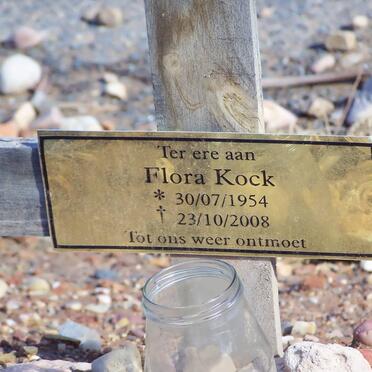 Ter ere aan
Flora Kock
* 30/07/1954
† 23/10/2008
Tot ons weer ontmoet